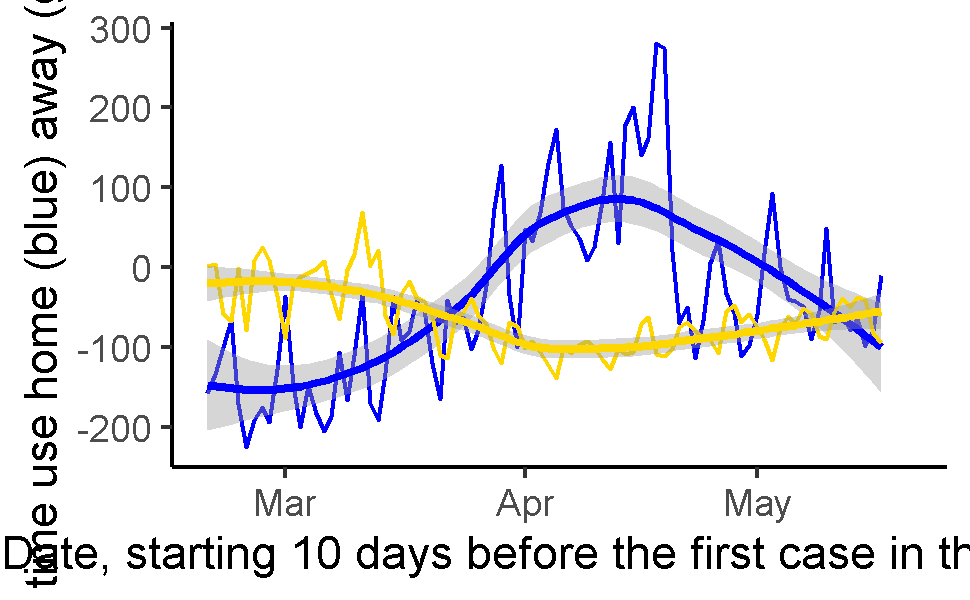 time use home (blue) away (
300
200
100
0
-100
-200
Mar Apr May
Date, starting 10 days before the first case in th